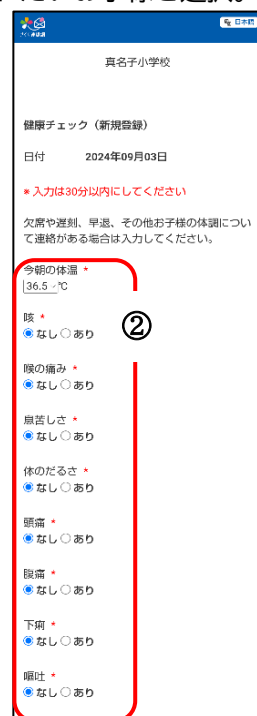 日本語
真名子小学校
健康チェック（新規登録）
日付 2024年09月03日
* 入力は30分以内にしてください
欠席や遅刻、早退、その他お子様の体調につい
て連絡がある場合は入力してください。
今朝の体温 *
36.5 ℃
②
咳 *
なし あり
喉の痛み *
なし あり
息苦しさ *
なし あり
体のだるさ *
なし あり
頭痛 *
なし あり
腹痛 *
なし あり
下痢 *
なし あり
嘔吐 *
なし あり